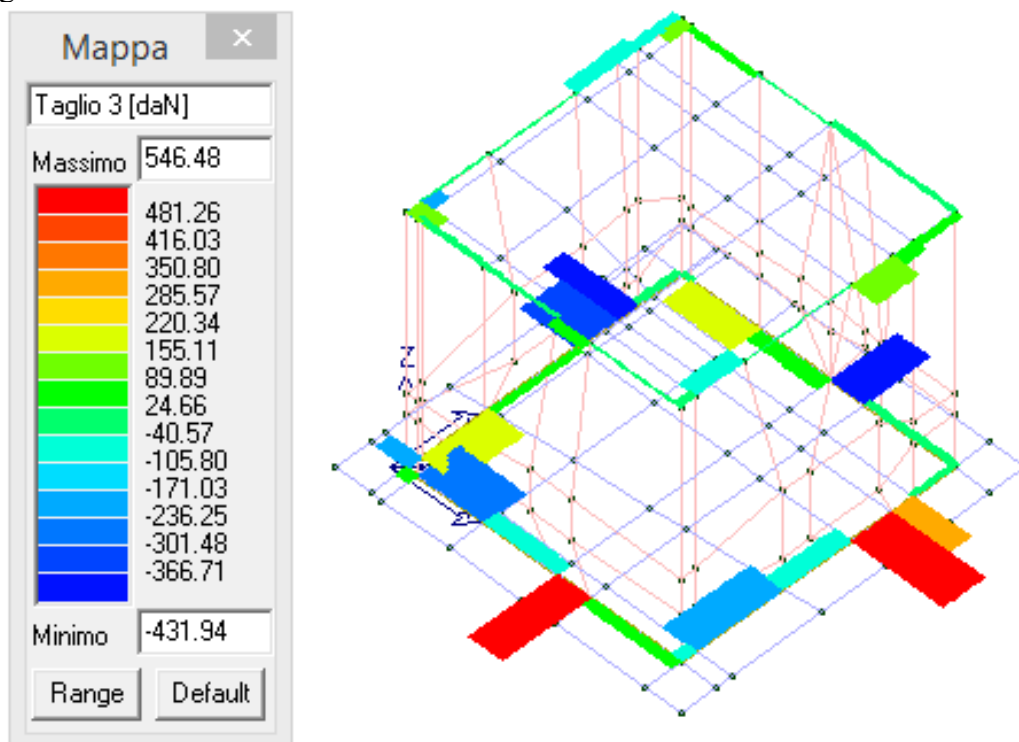 Mappa
Taglio 3 [daN]
Massimo 546.48
481.26
416.03
350.80
285.57
220.34
155.11
89.89
24.66
-40.57
-105.80
-171.03
-236.25
-301.48
-366.71
Minimo -431.94
Range Default
Z